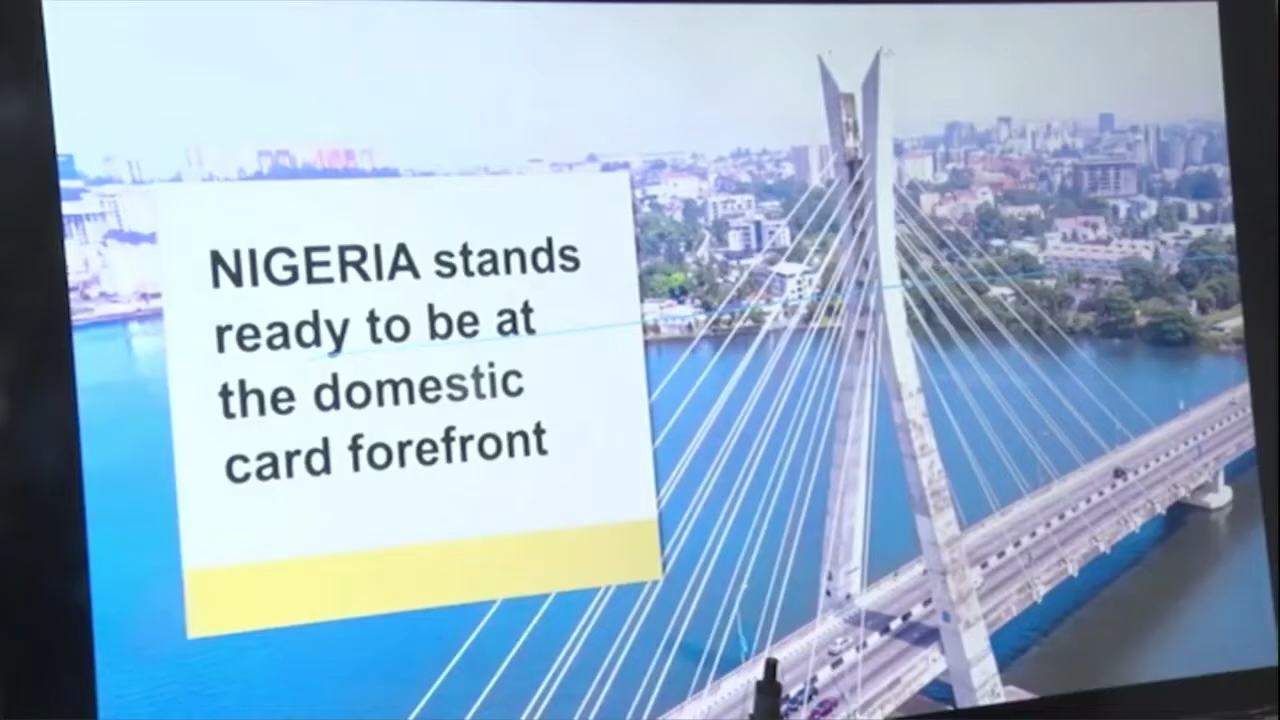 NIGERIA stands
ready to be at
the domestic
card forefront